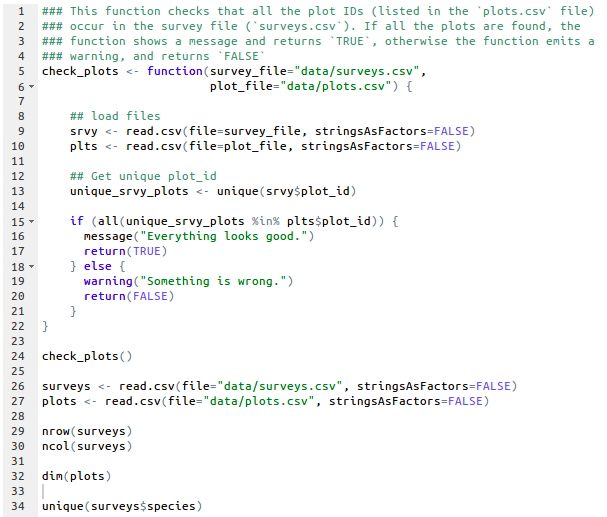 1 ### This function checks that all the plot IDs (listed in the `plots.csv` file)
2 ### occur in the survey file (`surveys.csv`). If all the plots are found, the
3 ### function shows a message and returns `TRUE`, otherwise the function emits a
4 ### warning, and returns `FALSE`
5 check_plots <- function(survey_file="data/surveys.csv",
6                         plot_file="data/plots.csv") {
7
8     ## load files
9     srvy <- read.csv(file=survey_file, stringsAsFactors=FALSE)
10     plts <- read.csv(file=plot_file, stringsAsFactors=FALSE)
11
12     ## Get unique plot_id
13     unique_srvy_plots <- unique(srvy$plot_id)
14
15     if (all(unique_srvy_plots %in% plts$plot_id)) {
16       message("Everything looks good.")
17       return(TRUE)
18     } else {
19       warning("Something is wrong.")
20       return(FALSE)
21     }
22 }
23
24 check_plots()
25
26 surveys <- read.csv(file="data/surveys.csv", stringsAsFactors=FALSE)
27 plots <- read.csv(file="data/plots.csv", stringsAsFactors=FALSE)
28
29 nrow(surveys)
30 ncol(surveys)
31
32 dim(plots)
33
34 unique(surveys$species)